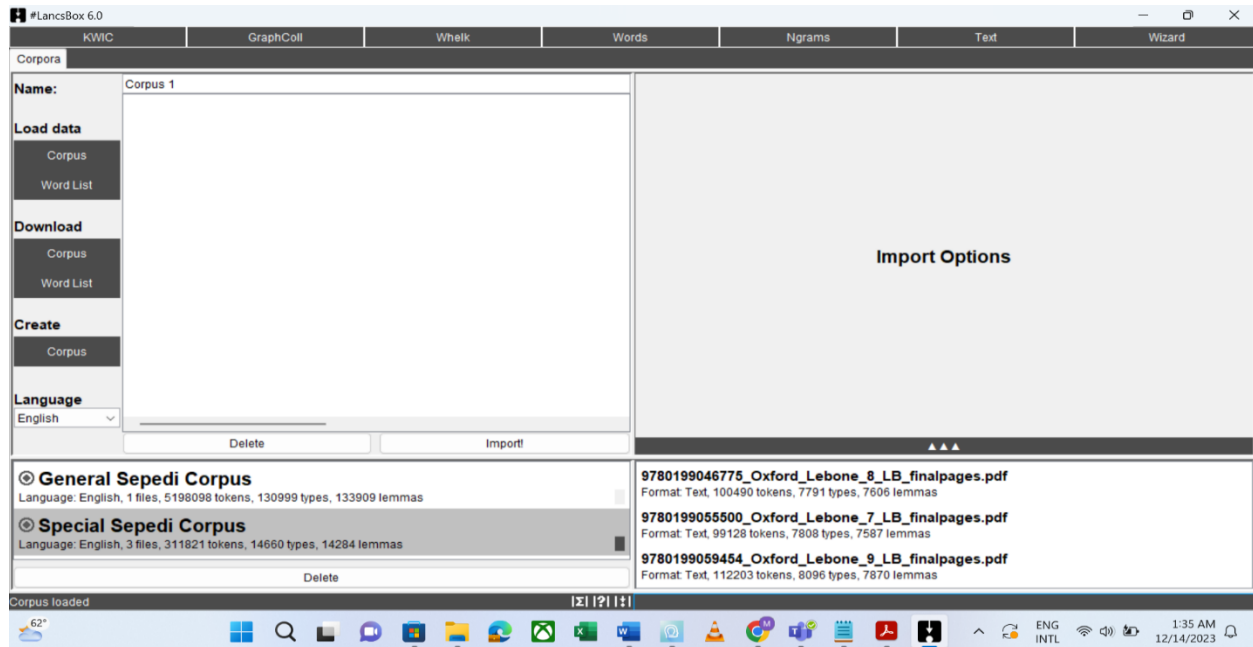 #LancsBox 6.0
KWIC GraphColl Whelk Words Ngrams Text Wizard
Corpora
Name: Corpus 1
Load data
Corpus
Word List
Download
Corpus
Word List
Create
Corpus
Language
English
Delete Import!
Import Options
▲▲▲
General Sepedi Corpus
Language: English, 1 files, 5198098 tokens, 130999 types, 133909 lemmas
Special Sepedi Corpus
Language: English, 3 files, 311821 tokens, 14660 types, 14284 lemmas
Delete
9780199046775_Oxford_Lebone_8_LB_finalpages.pdf
Format: Text, 100490 tokens, 7791 types, 7606 lemmas
9780199055500_Oxford_Lebone_7_LB_finalpages.pdf
Format: Text, 99128 tokens, 7808 types, 7587 lemmas
9780199059454_Oxford_Lebone_9_LB_finalpages.pdf
Format: Text, 112203 tokens, 8096 types, 7870 lemmas
Corpus loaded |Σ| |?| |‡|
62°
ENG
INTL
1:35 AM
12/14/2023